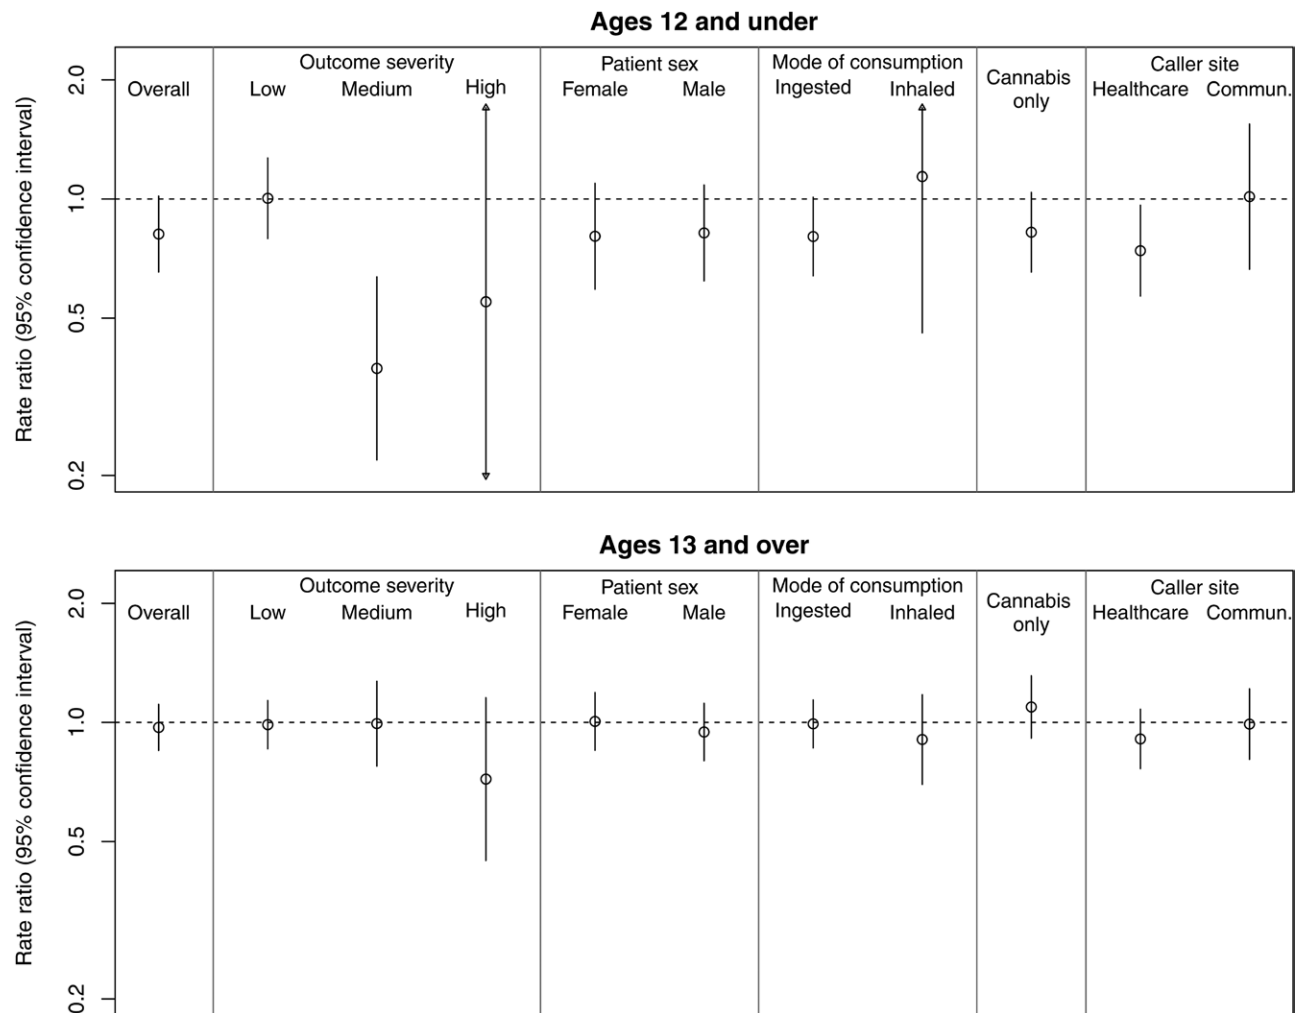 Ages 12 and under
Rate ratio (95% confidence interval)
2.0
1.0
0.5
0.2
Overall
Outcome severity
Low Medium High
Patient sex
Female Male
Mode of consumption
Ingested Inhaled
Cannabis
only
Caller site
Healthcare Commun.
Ages 13 and over
Rate ratio (95% confidence interval)
2.0
1.0
0.5
0.2
Overall
Outcome severity
Low Medium High
Patient sex
Female Male
Mode of consumption
Ingested Inhaled
Cannabis
only
Caller site
Healthcare Commun.